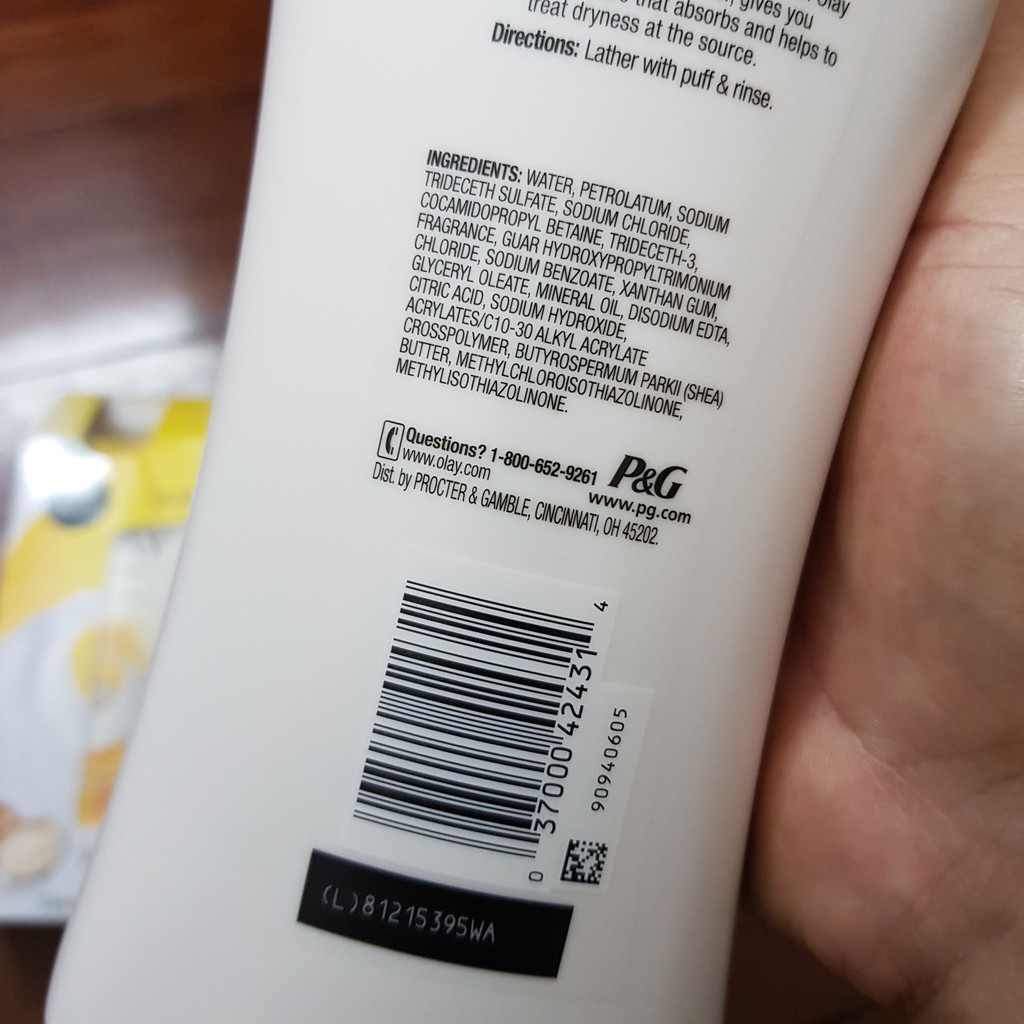 gives you
Olay
that absorbs and helps to
treat dryness at the source.
Directions: Lather with puff & rinse.
INGREDIENTS: WATER, PETROLATUM, SODIUM
TRIDECETH SULFATE, SODIUM CHLORIDE,
COCAMIDOPROPYL BETAINE, TRIDECETH-3,
FRAGRANCE, GUAR HYDROXYPROPYLTRIMONIUM
CHLORIDE, SODIUM BENZOATE, XANTHAN GUM,
GLYCERYL OLEATE, MINERAL OIL, DISODIUM EDTA,
CITRIC ACID, SODIUM HYDROXIDE,
ACRYLATES/C10-30 ALKYL ACRYLATE
CROSSPOLYMER, BUTYROSPERMUM PARKII (SHEA)
BUTTER, METHYLCHLOROISOTHIAZOLINONE,
METHYLISOTHIAZOLINONE.
Questions? 1-800-652-9261
www.olay.com
P&G
www.pg.com
Dist. by PROCTER & GAMBLE, CINCINNATI, OH 45202.
0 37000 42431 4
90940605
(L)81215395WA